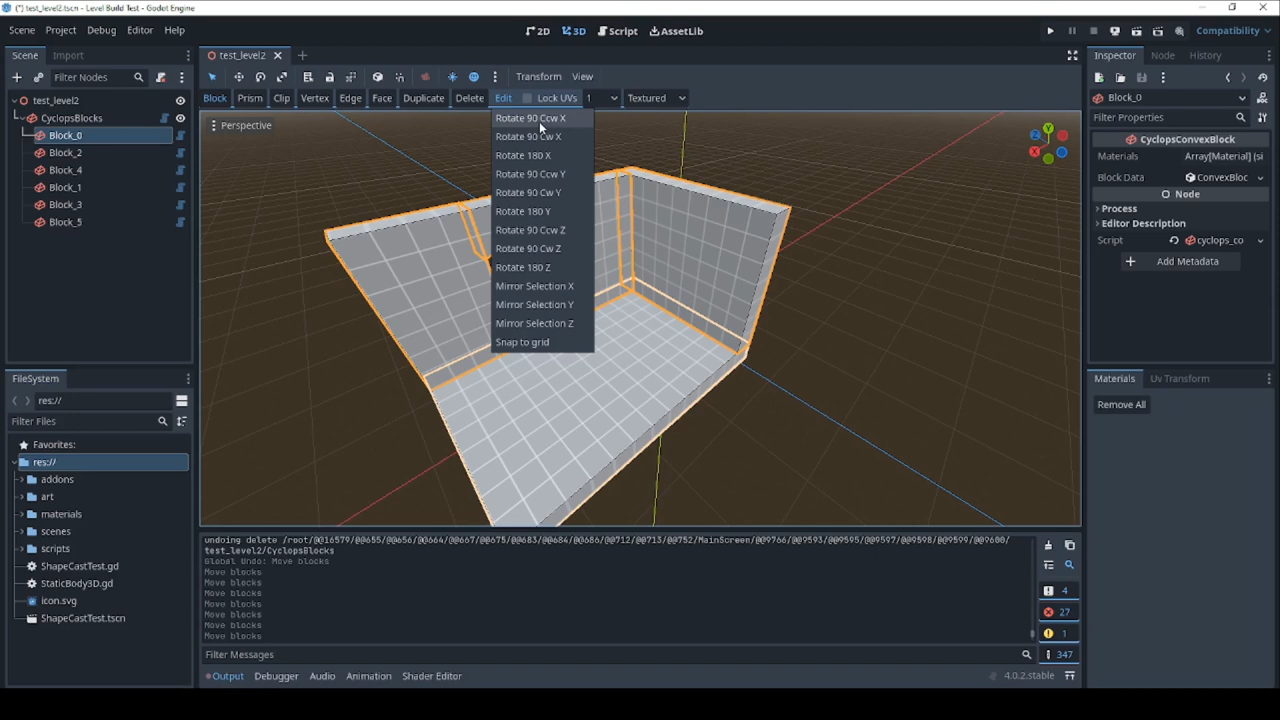 (*) test_level2.tscn - Level Build Test - Godot Engine
Scene Project Debug Editor Help
2D 3D Script AssetLib
Compatibility
Scene Import
test_level2
Inspector Node History
Filter Nodes
Transform View
Block Prism Clip Vertex Edge Face Duplicate Delete Edit Lock UVs 1 Textured
Block_0
test_level2
CyclopsBlocks
Block_0
Block_2
Block_4
Block_1
Block_3
Block_5
Perspective
Y
Z
X
Rotate 90 Ccw X
Rotate 90 Cw X
Rotate 180 X
Rotate 90 Ccw Y
Rotate 90 Cw Y
Rotate 180 Y
Rotate 90 Ccw Z
Rotate 90 Cw Z
Rotate 180 Z
Mirror Selection X
Mirror Selection Y
Mirror Selection Z
Snap to grid
Filter Properties
CyclopsConvexBlock
Materials Array[Material] (si
Block Data ConvexBloc
Node
Process
Editor Description
Script cyclops_co
Add Metadata
FileSystem
res://
Filter Files
Favorites:
res://
addons
art
materials
scenes
scripts
ShapeCastTest.gd
StaticBody3D.gd
icon.svg
ShapeCastTest.tscn
Materials Uv Transform
Remove All
undoing delete /root/@@16579/@@655/@@656/@@664/@@667/@@675/@@683/@@684/@@686/@@712/@@713/@@752/MainScreen/@@9766/@@9593/@@9595/@@9597/@@9598/@@9599/@@9600/
test_level2/CyclopsBlocks
Global Undo: Move blocks
Move blocks
Move blocks
Move blocks
Move blocks
Move blocks
Move blocks
Move blocks
4
27
1
347
Filter Messages
Output Debugger Audio Animation Shader Editor
4.0.2.stable